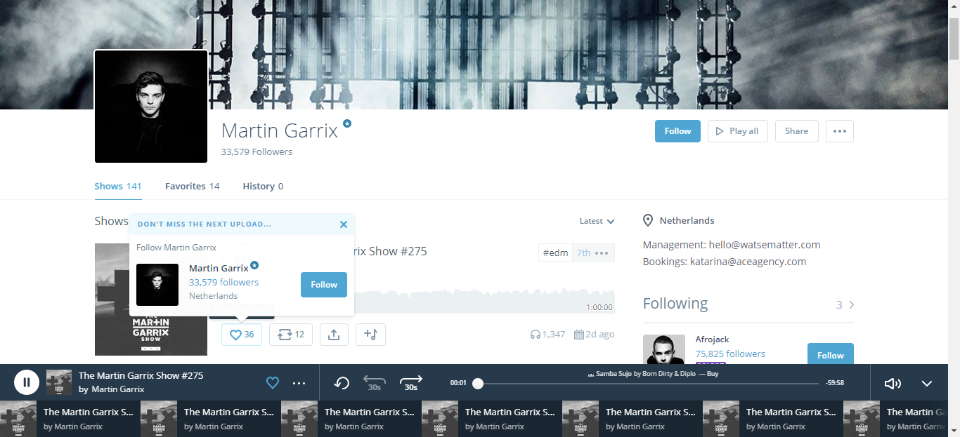 Martin Garrix
33,579 Followers
Follow
Play all
Share
Shows 141
Favorites 14
History 0
Shows
Latest
DON'T MISS THE NEXT UPLOAD...
Follow Martin Garrix
Martin Garrix
33,579 followers
Netherlands
Follow
rix Show #275
#edm 7th
1:00:00
MARTIN
GARRIX
SHOW
36
12
1,347
2d ago
Netherlands
Management: hello@watsematter.com
Bookings: katarina@aceagency.com
Following
3
Afrojack
75,825 followers
Follow
The Martin Garrix Show #275
by Martin Garrix
30s
30s
00:01
Samba Sujo by Born Dirty & Diplo — Buy
-59:58
The Martin Garrix S...
by Martin Garrix
The Martin Garrix S...
by Martin Garrix
The Martin Garrix S...
by Martin Garrix
The Martin Garrix S...
by Martin Garrix
The Martin Garrix S...
by Martin Garrix
The Martin Garrix S...
by Martin Garrix
The Martin G
by Martin Garrix